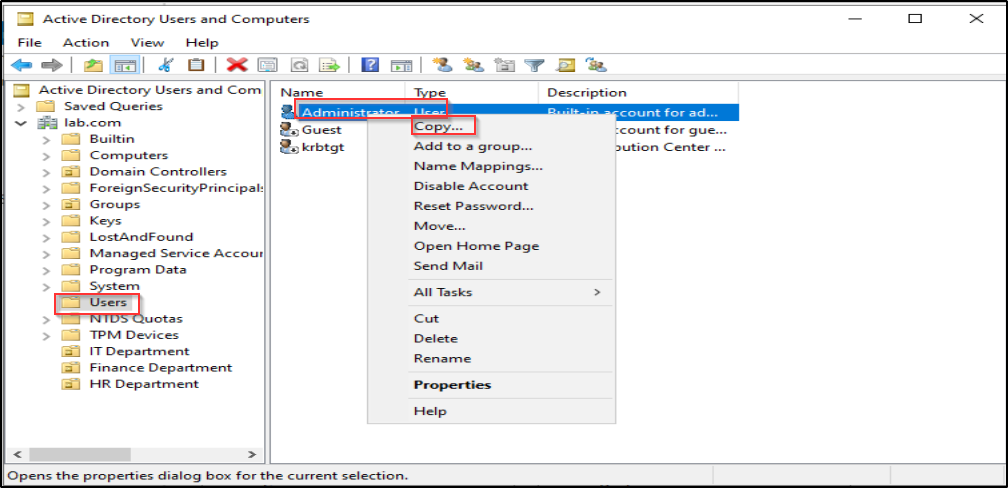 Active Directory Users and Computers
File Action View Help
Active Directory Users and Com
Saved Queries
lab.com
Builtin
Computers
Domain Controllers
ForeignSecurityPrincipals
Groups
Keys
LostAndFound
Managed Service Accour
Program Data
System
Users
NTDS Quotas
TPM Devices
IT Department
Finance Department
HR Department
Name Type Description
Administrator User Built-in account for ad...
Guest ccount for gue...
krbtgt bution Center ...
Copy...
Add to a group...
Name Mappings...
Disable Account
Reset Password...
Move...
Open Home Page
Send Mail
All Tasks
Cut
Delete
Rename
Properties
Help
Opens the properties dialog box for the current selection.